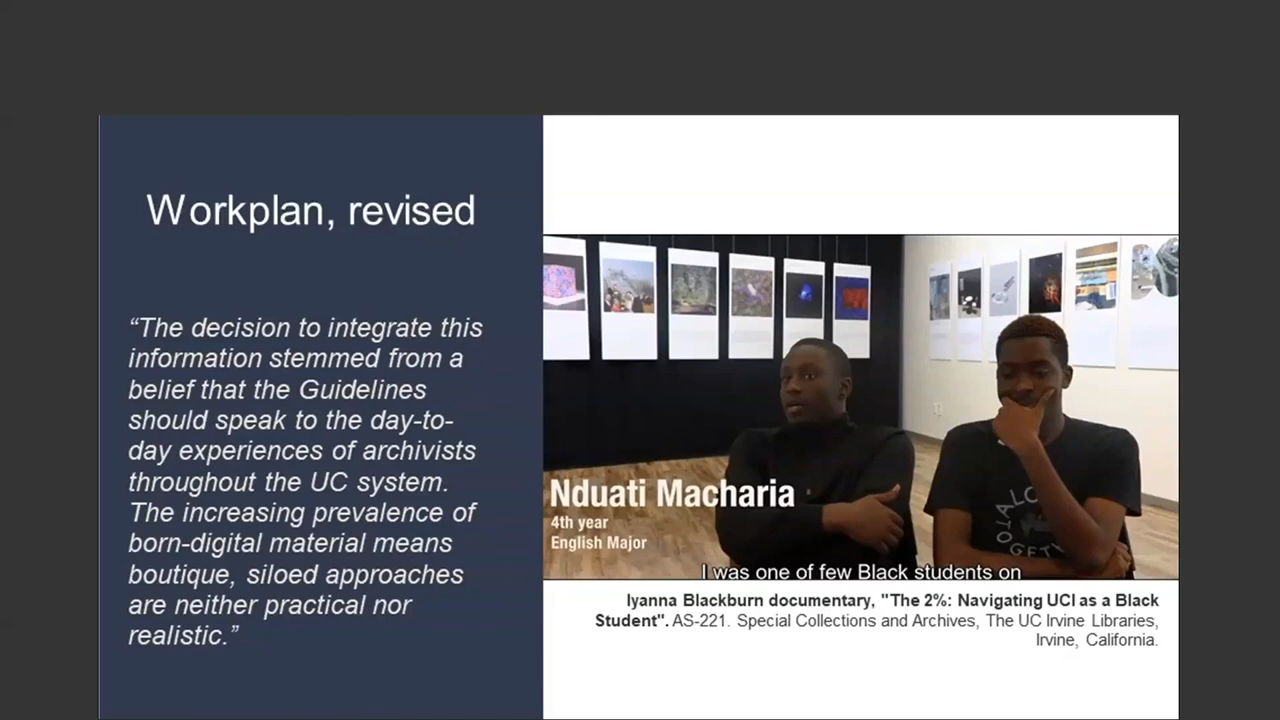 Workplan, revised
“The decision to integrate this
information stemmed from a
belief that the Guidelines
should speak to the day-to-
day experiences of archivists
throughout the UC system.
The increasing prevalence of
born-digital material means
boutique, siloed approaches
are neither practical nor
realistic.”
Nduati Macharia
4th year
English Major
I was one of few Black students on
Iyanna Blackburn documentary, "The 2%: Navigating UCI as a Black
Student". AS-221. Special Collections and Archives, The UC Irvine Libraries,
Irvine, California.